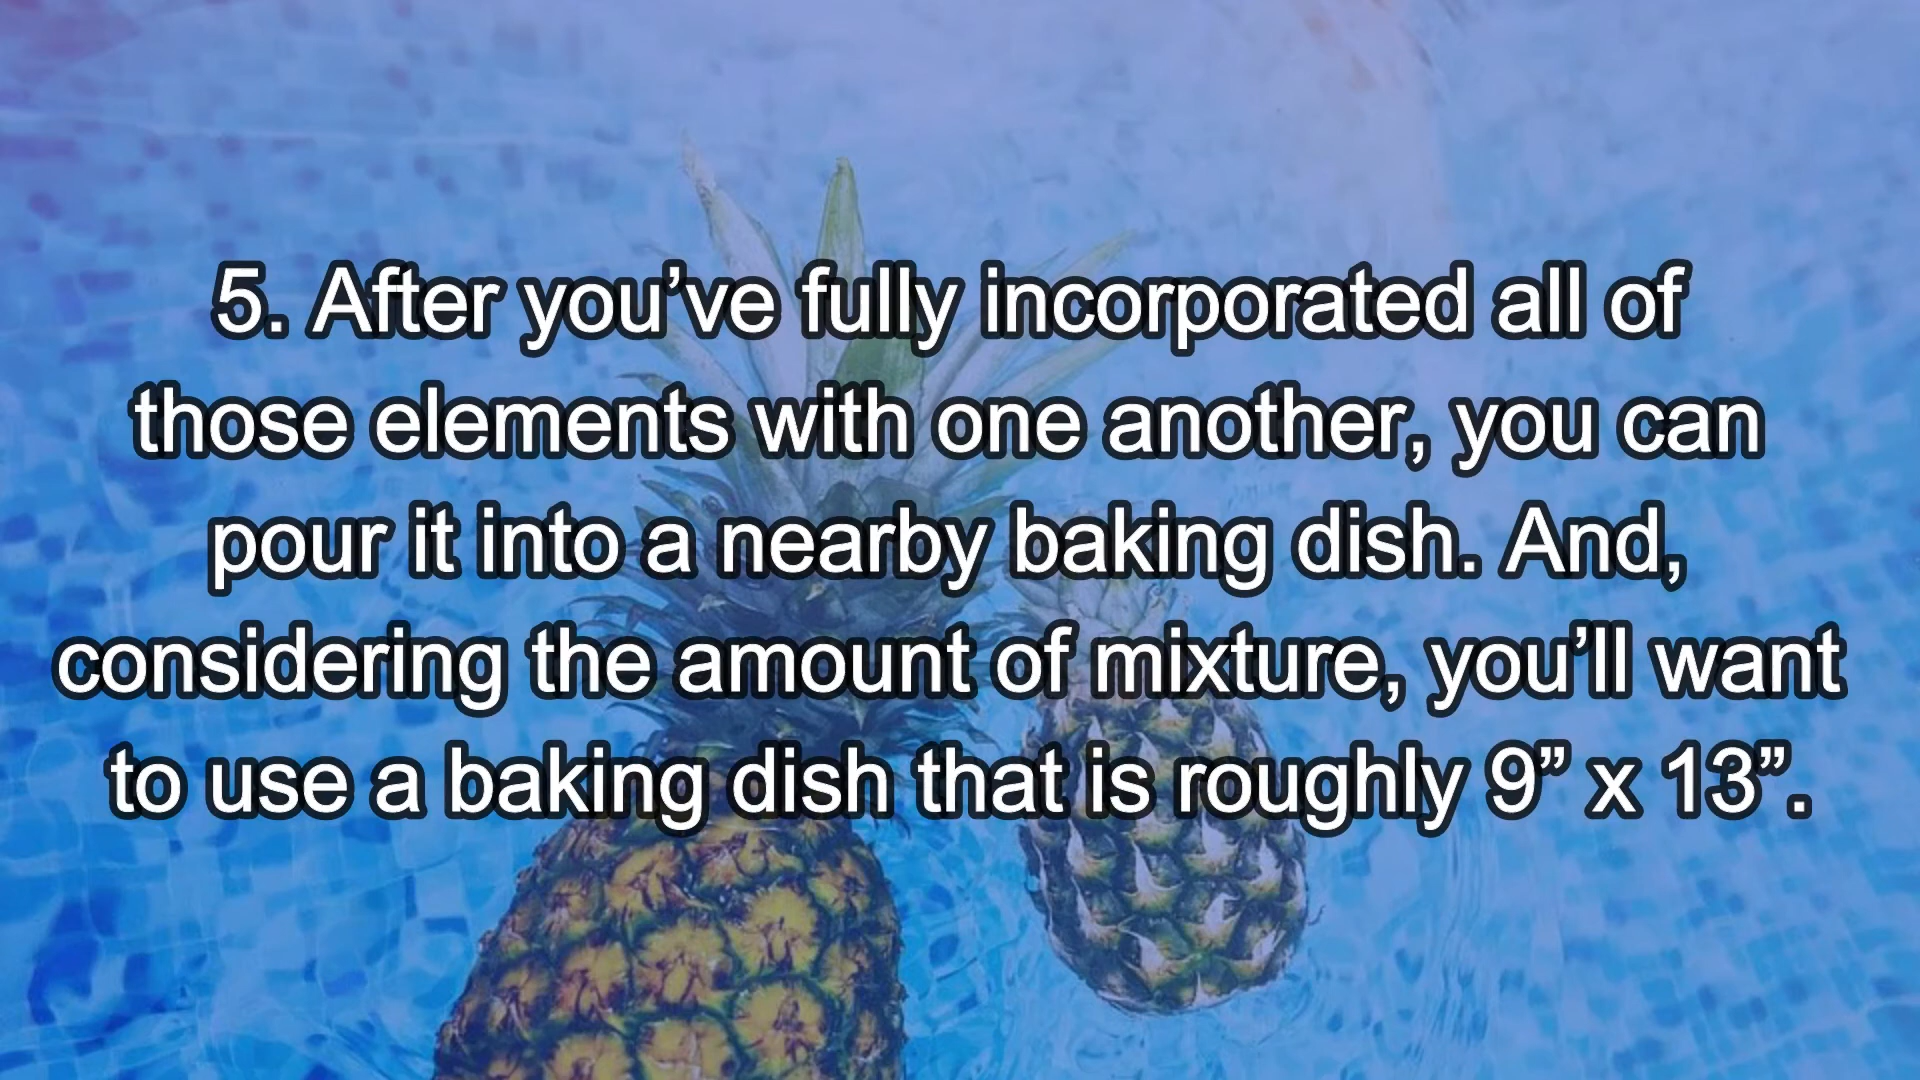 5. After you’ve fully incorporated all of
those elements with one another, you can
pour it into a nearby baking dish. And,
considering the amount of mixture, you’ll want
to use a baking dish that is roughly 9” x 13”.